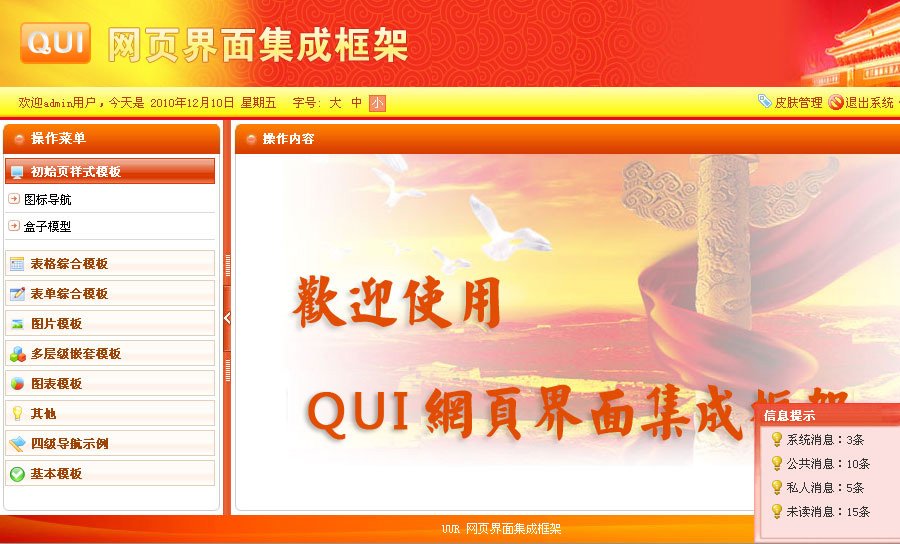 QUI 网页界面集成框架
欢迎admin用户，今天是 2010年12月10日 星期五 字号: 大 中 小 皮肤管理 退出系统
操作菜单
初始页样式模板
图标导航
盒子模型
表格综合模板
表单综合模板
图片模板
多层级嵌套模板
图表模板
其他
四级导航示例
基本模板
操作内容
歡迎使用
QUI 網頁界面集成框架
信息提示
系统消息：3条
公共消息：10条
私人消息：5条
未读消息：15条
UUR 网页界面集成框架